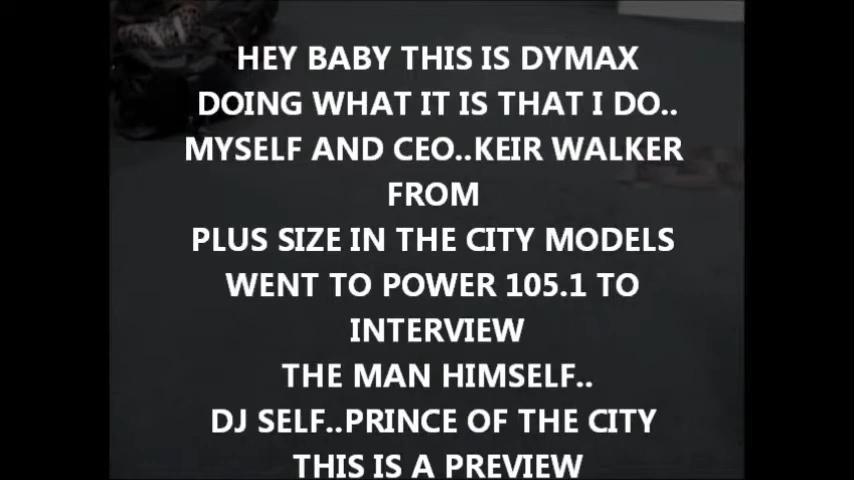 HEY BABY THIS IS DYMAX
DOING WHAT IT IS THAT I DO..
MYSELF AND CEO..KEIR WALKER
FROM
PLUS SIZE IN THE CITY MODELS
WENT TO POWER 105.1 TO
INTERVIEW
THE MAN HIMSELF..
DJ SELF..PRINCE OF THE CITY
THIS IS A PREVIEW